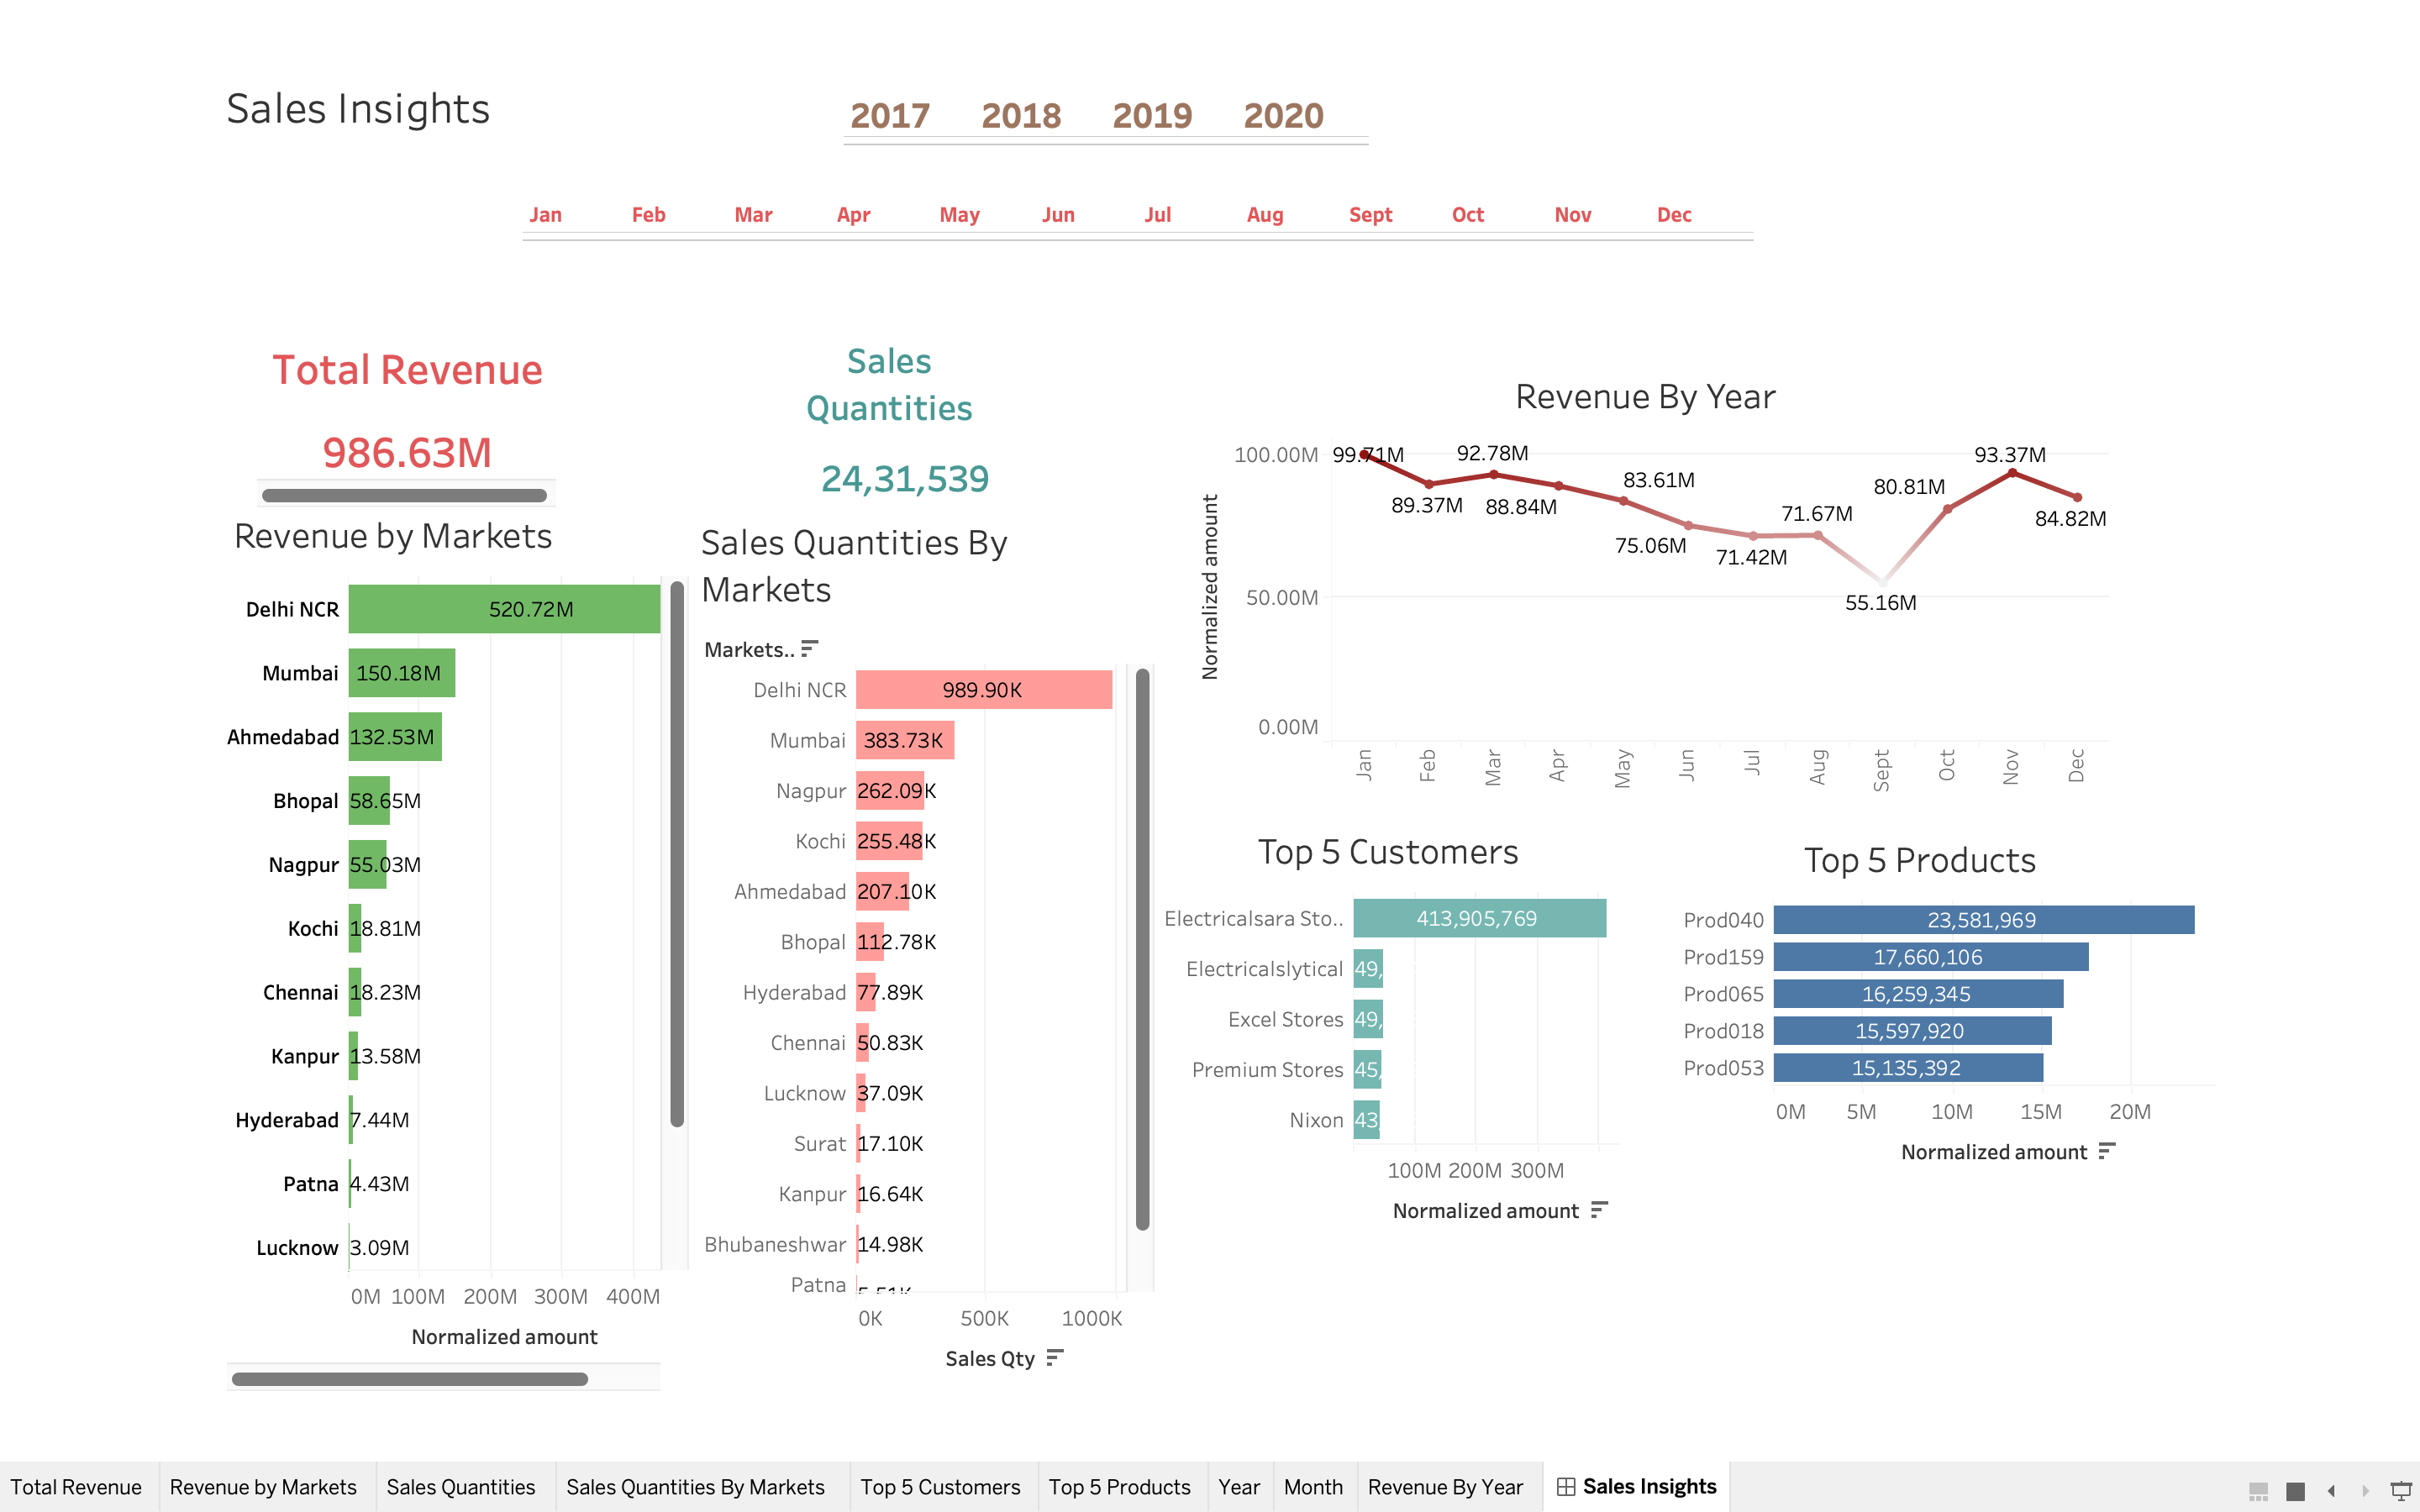 Sales Insights
2017 2018 2019 2020
Jan Feb Mar Apr May Jun Jul Aug Sept Oct Nov Dec
Total Revenue
986.63M
Revenue by Markets
Delhi NCR 520.72M
Mumbai 150.18M
Ahmedabad 132.53M
Bhopal 58.65M
Nagpur 55.03M
Kochi 18.81M
Chennai 18.23M
Kanpur 13.58M
Hyderabad 7.44M
Patna 4.43M
Lucknow 3.09M
0M 100M 200M 300M 400M
Normalized amount
Sales
Quantities
24,31,539
Sales Quantities By
Markets
Markets..
Delhi NCR 989.90K
Mumbai 383.73K
Nagpur 262.09K
Kochi 255.48K
Ahmedabad 207.10K
Bhopal 112.78K
Hyderabad 77.89K
Chennai 50.83K
Lucknow 37.09K
Surat 17.10K
Kanpur 16.64K
Bhubaneshwar 14.98K
Patna
0K 500K 1000K
Sales Qty
Revenue By Year
Normalized amount
100.00M
50.00M
0.00M
99.71M
89.37M
92.78M
88.84M
83.61M
75.06M
71.42M
71.67M
55.16M
80.81M
93.37M
84.82M
Jan Feb Mar Apr May Jun Jul Aug Sept Oct Nov Dec
Top 5 Customers
Electricalsara Sto.. 413,905,769
Electricalslytical 49,
Excel Stores 49,
Premium Stores 45,
Nixon 43
100M 200M 300M
Normalized amount
Top 5 Products
Prod040 23,581,969
Prod159 17,660,106
Prod065 16,259,345
Prod018 15,597,920
Prod053 15,135,392
0M 5M 10M 15M 20M
Normalized amount
Total Revenue Revenue by Markets Sales Quantities Sales Quantities By Markets Top 5 Customers Top 5 Products Year Month Revenue By Year Sales Insights